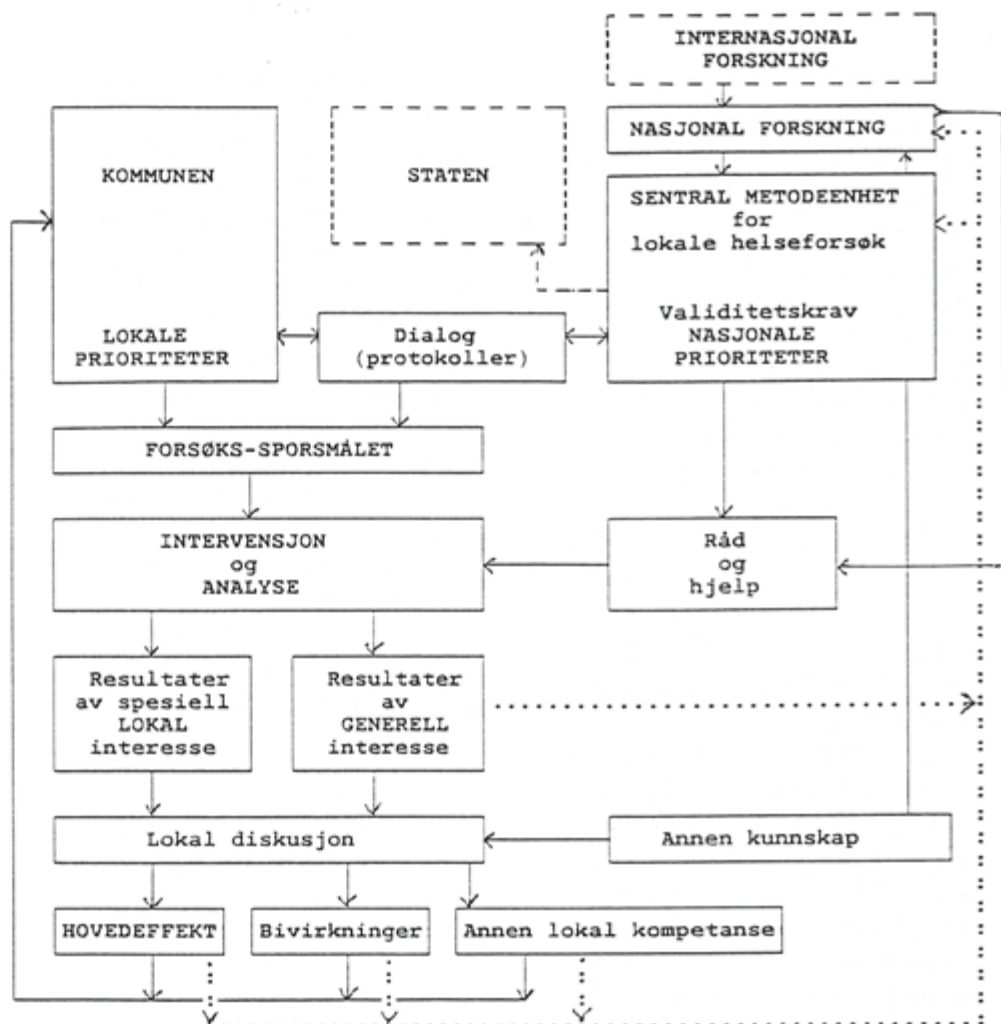 INTERNASJONAL
FORSKNING
NASJONAL FORSKNING
KOMMUNEN
STATEN
SENTRAL METODEENHET
for
lokale helseforsøk
Validitetskrav
NASJONALE
PRIORITETER
LOKALE
PRIORITETER
Dialog
(protokoller)
FORSØKS-SPORSMÅLET
INTERVENSJON
og
ANALYSE
Råd
og
hjelp
Resultater
av spesiell
LOKAL
interesse
Resultater
av
GENERELL
interesse
Lokal diskusjon
Annen kunnskap
HOVEDEFFEKT
Bivirkninger
Annen lokal kompetanse